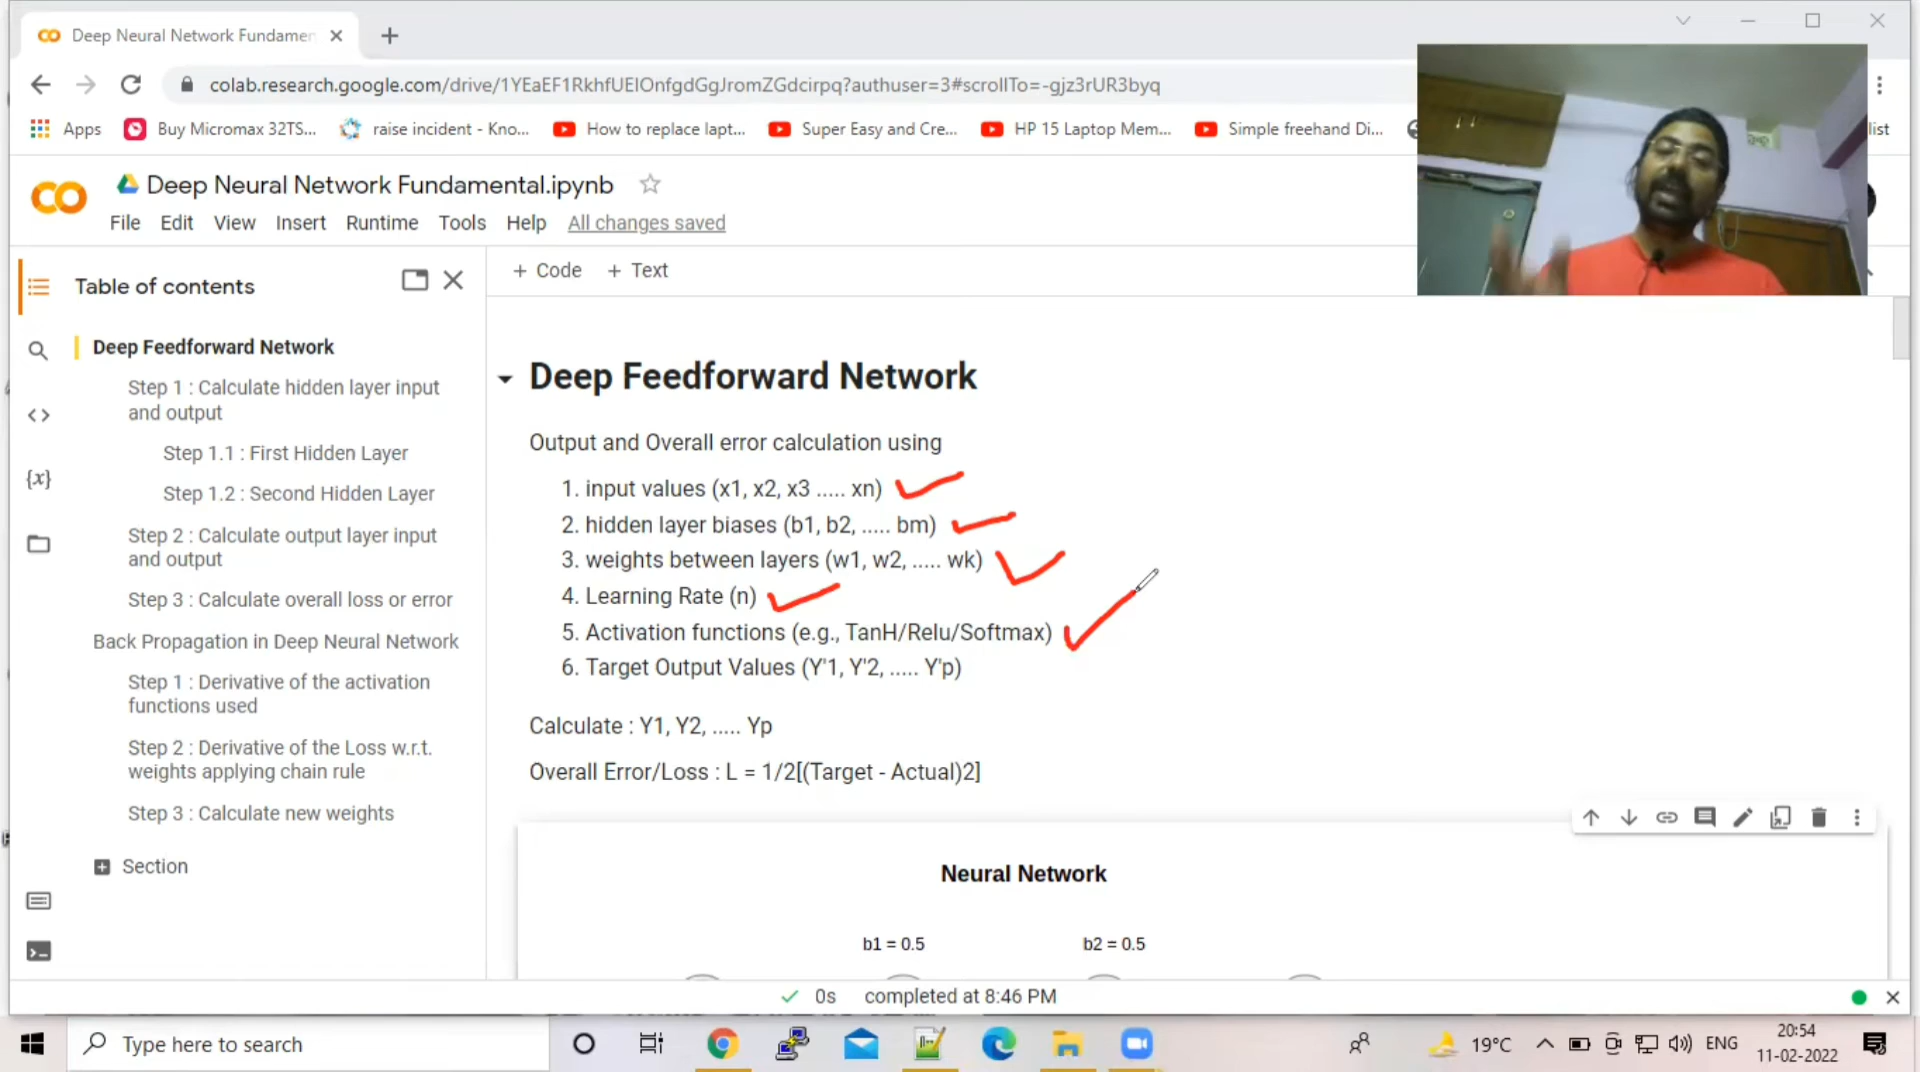 Deep Neural Network Fundamen
colab.research.google.com/drive/1YEaEF1RkhfUEIOnfgdGgJromZGdcirpq?authuser=3#scrollTo=-gjz3rUR3byq
Apps
Buy Micromax 32TS...
raise incident - Kno...
How to replace lapt...
Super Easy and Cre...
HP 15 Laptop Mem...
Simple freehand Di...
list
Deep Neural Network Fundamental.ipynb
File Edit View Insert Runtime Tools Help All changes saved
+ Code + Text
Table of contents
Deep Feedforward Network
Step 1 : Calculate hidden layer input
and output
Step 1.1 : First Hidden Layer
Step 1.2 : Second Hidden Layer
Step 2 : Calculate output layer input
and output
Step 3 : Calculate overall loss or error
Back Propagation in Deep Neural Network
Step 1 : Derivative of the activation
functions used
Step 2 : Derivative of the Loss w.r.t.
weights applying chain rule
Step 3 : Calculate new weights
Section
Deep Feedforward Network
Output and Overall error calculation using
1. input values (x1, x2, x3 ..... xn)
2. hidden layer biases (b1, b2, ..... bm)
3. weights between layers (w1, w2, ..... wk)
4. Learning Rate (n)
5. Activation functions (e.g., TanH/Relu/Softmax)
6. Target Output Values (Y'1, Y'2, ..... Y'p)
Calculate : Y1, Y2, ..... Yp
Overall Error/Loss : L = 1/2[(Target - Actual)2]
Neural Network
b1 = 0.5 b2 = 0.5
0s completed at 8:46 PM
Type here to search
19°C
ENG
20:54
11-02-2022